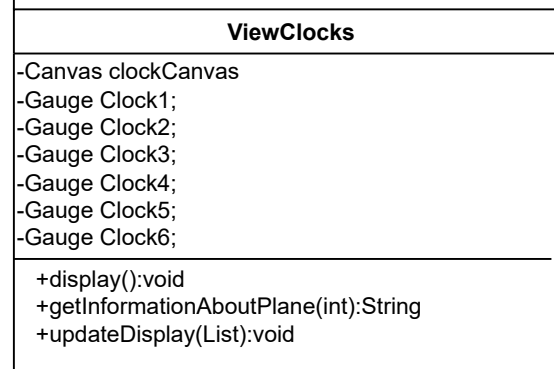 ViewClocks
-Canvas clockCanvas
-Gauge Clock1;
-Gauge Clock2;
-Gauge Clock3;
-Gauge Clock4;
-Gauge Clock5;
-Gauge Clock6;
+display():void
+getInformationAboutPlane(int):String
+updateDisplay(List):void